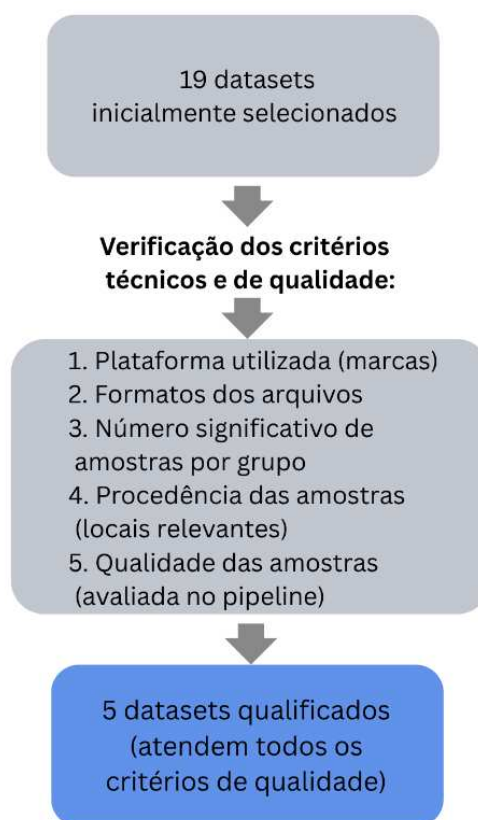 19 datasets
inicialmente selecionados
Verificação dos critérios
técnicos e de qualidade:
1. Plataforma utilizada (marcas)
2. Formatos dos arquivos
3. Número significativo de
amostras por grupo
4. Procedência das amostras
(locais relevantes)
5. Qualidade das amostras
(avaliada no pipeline)
5 datasets qualificados
(atendem todos os
critérios de qualidade)